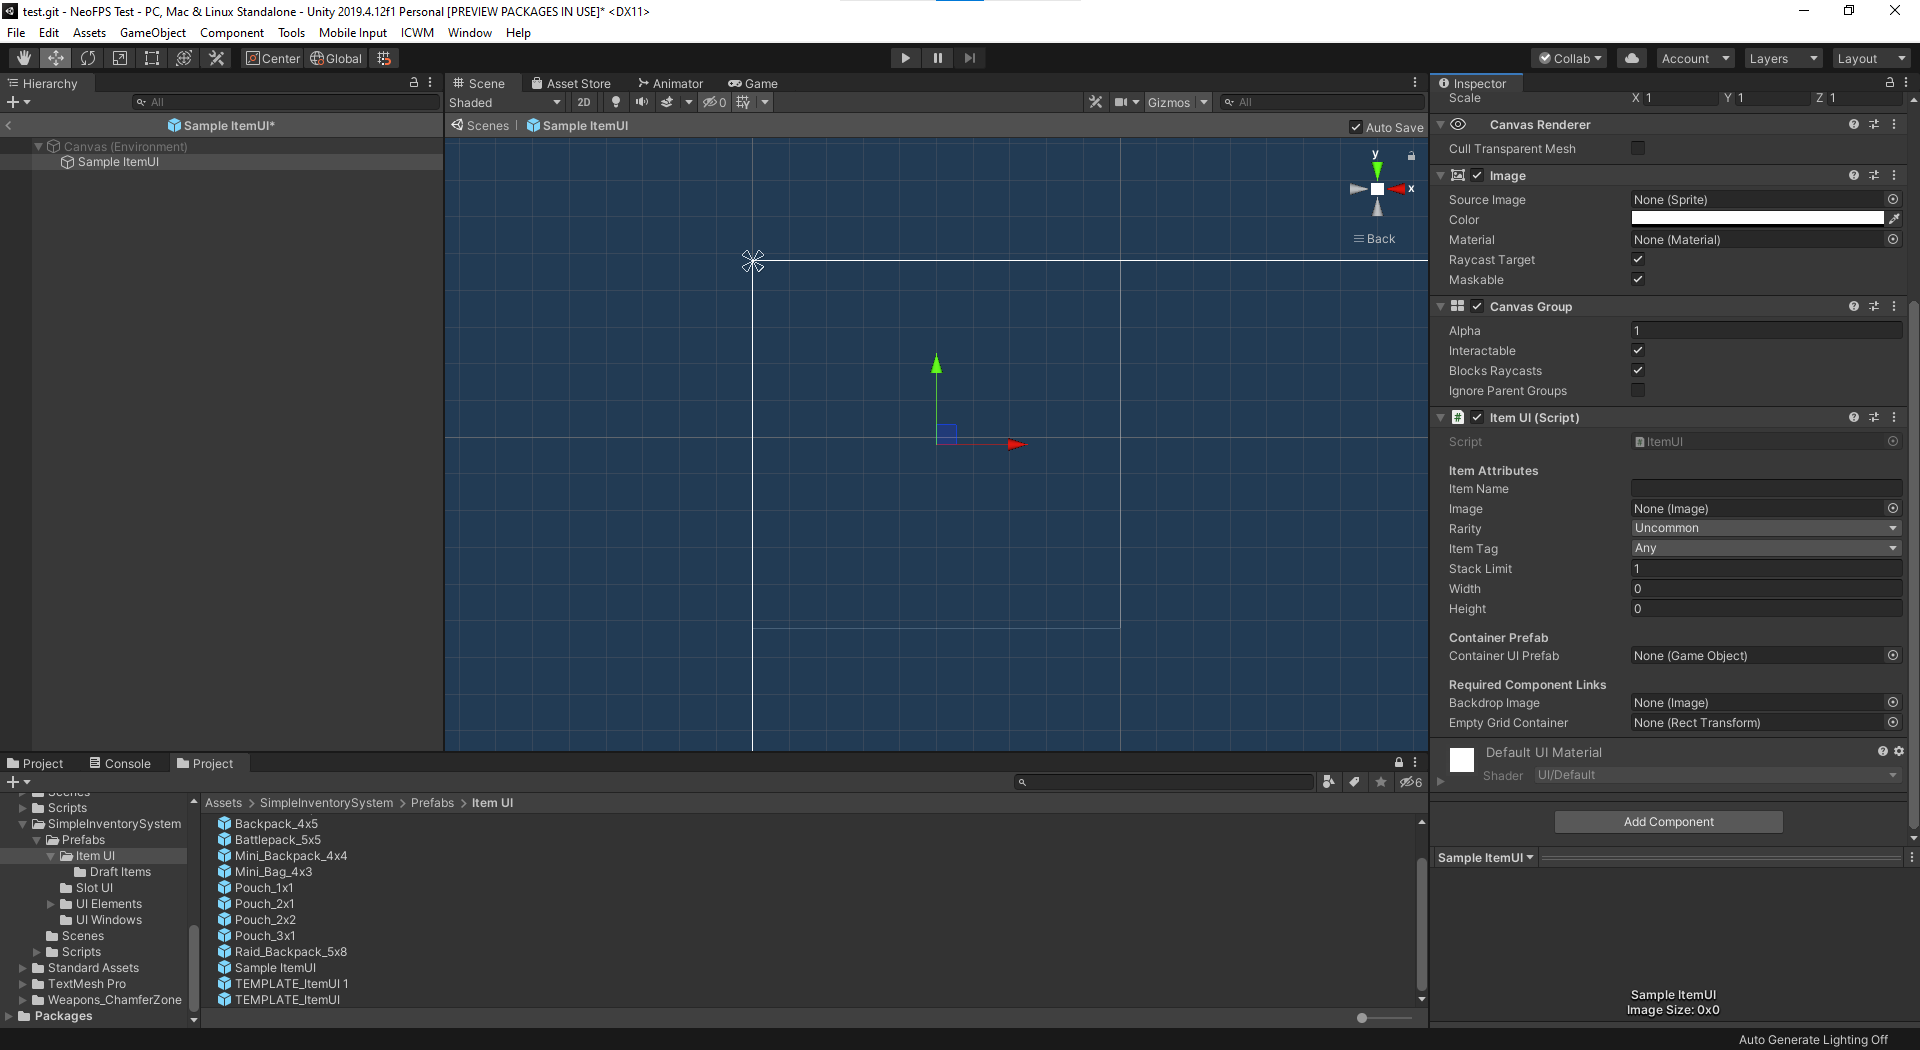 test.git - NeoFPS Test - PC, Mac & Linux Standalone - Unity 2019.4.12f1 Personal [PREVIEW PACKAGES IN USE]* <DX11>
File Edit Assets GameObject Component Tools Mobile Input ICWM Window Help
Center Global Collab Account Layers Layout
Hierarchy
All
Sample ItemUI*
Canvas (Environment)
Sample ItemUI
Scene Asset Store Animator Game
Shaded 2D 0 Gizmos All
Scenes Sample ItemUI Auto Save
y
x
Back
Inspector
Scale X 1 Y 1 Z 1
Canvas Renderer
Cull Transparent Mesh
Image
Source Image None (Sprite)
Color
Material None (Material)
Raycast Target
Maskable
Canvas Group
Alpha 1
Interactable
Blocks Raycasts
Ignore Parent Groups
Item UI (Script)
Script ItemUI
Item Attributes
Item Name
Image None (Image)
Rarity Uncommon
Item Tag Any
Stack Limit 1
Width 0
Height 0
Container Prefab
Container UI Prefab None (Game Object)
Required Component Links
Backdrop Image None (Image)
Empty Grid Container None (Rect Transform)
Default UI Material
Shader UI/Default
Add Component
Sample ItemUI
Sample ItemUI
Image Size: 0x0
Project Console Project
6
Scenes
Scripts
SimpleInventorySystem
Prefabs
Item UI
Draft Items
Slot UI
UI Elements
UI Windows
Scenes
Scripts
Standard Assets
TextMesh Pro
Weapons_ChamferZone
Packages
Assets > SimpleInventorySystem > Prefabs > Item UI
Backpack_4x5
Battlepack_5x5
Mini_Backpack_4x4
Mini_Bag_4x3
Pouch_1x1
Pouch_2x1
Pouch_2x2
Pouch_3x1
Raid_Backpack_5x8
Sample ItemUI
TEMPLATE_ItemUI 1
TEMPLATE_ItemUI
Auto Generate Lighting Off